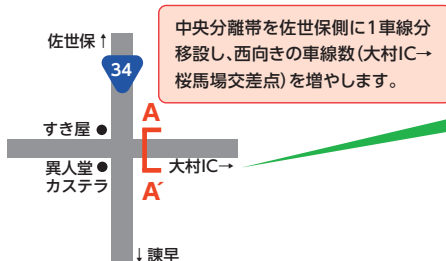 佐世保↑
34
中央分離帯を佐世保側に1車線分
移設し、西向きの車線数(大村IC→
桜馬場交差点)を増やします。
すき屋
A
異人堂
カステラ
大村IC→
A´
↓諫早